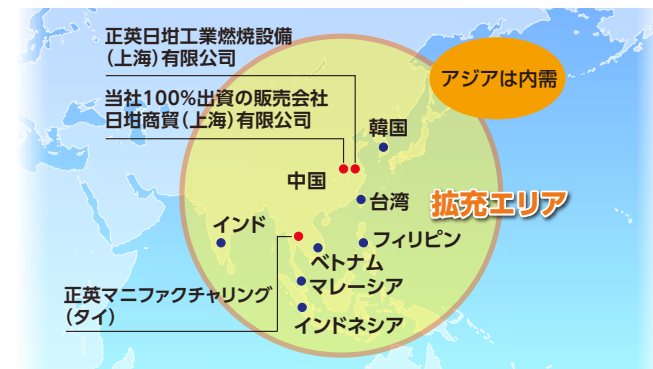 正英日坩工業燃焼設備
（上海）有限公司
当社100%出資の販売会社
日坩商貿（上海）有限公司
アジアは内需
韓国
中国
台湾
拡充エリア
インド
フィリピン
ベトナム
マレーシア
正英マニファクチャリング
（タイ）
インドネシア